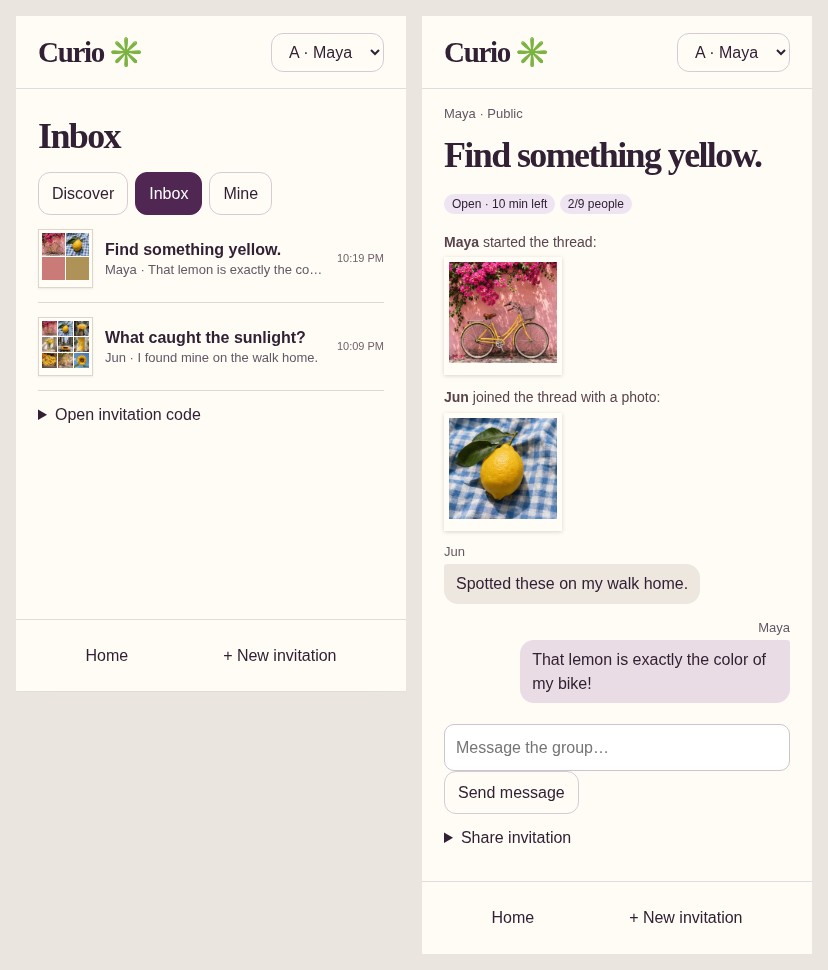 Curio ✳️
A · Maya
Inbox
Discover
Inbox
Mine
Find something yellow.
Maya · That lemon is exactly the co…
10:19 PM
What caught the sunlight?
Jun · I found mine on the walk home.
10:09 PM
Open invitation code
Home
+ New invitation
Curio ✳️
A · Maya
Maya · Public
Find something yellow.
Open · 10 min left
2/9 people
Maya started the thread:
Jun joined the thread with a photo:
Jun
Spotted these on my walk home.
Maya
That lemon is exactly the color of
my bike!
Message the group…
Send message
Share invitation
Home
+ New invitation